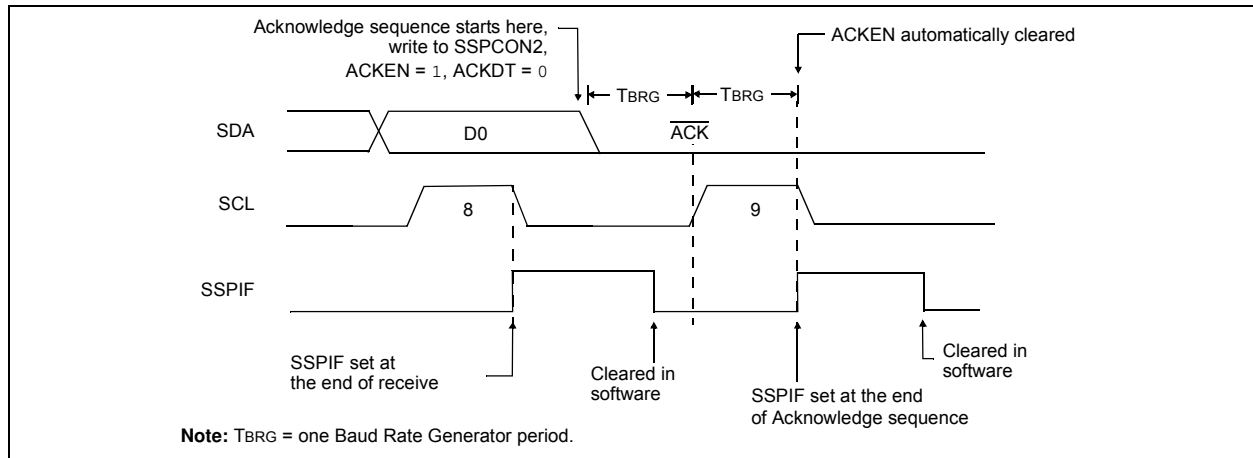 Acknowledge sequence starts here,
write to SSPCON2,
ACKEN = 1, ACKDT = 0
ACKEN automatically cleared
TBRG
TBRG
SDA
D0
ACK
SCL
8
9
SSPIF
SSPIF set at
the end of receive
Cleared in
software
SSPIF set at the end
of Acknowledge sequence
Cleared in
software
Note: TBRG = one Baud Rate Generator period.